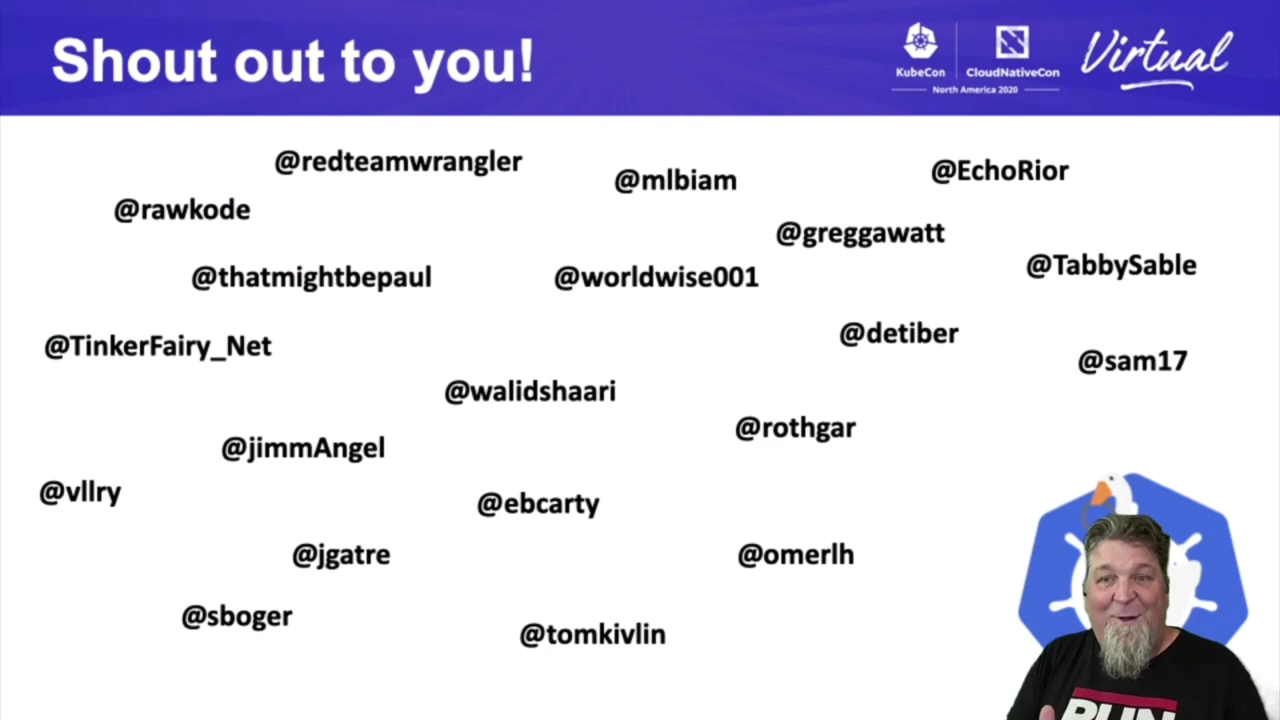 Shout out to you!
KubeCon
CloudNativeCon
North America 2020
Virtual
@redteamwrangler
@mlbiam
@EchoRior
@rawkode
@greggawatt
@thatmightbepaul
@worldwise001
@TabbySable
@TinkerFairy_Net
@detiber
@sam17
@walidshaari
@rothgar
@jimmAngel
@vllry
@ebcarty
@jgatre
@omerlh
@sboger
@tomkivlin
RUN